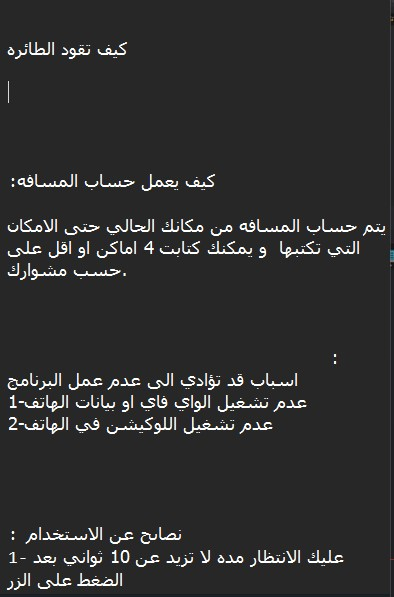 كيف تقود الطائره
كيف يعمل حساب المسافه:
يتم حساب المسافه من مكانك الحالي حتى الامكان
التي تكتبها و يمكنك كتابت 4 اماكن او اقل على
حسب مشوارك.
:
اسباب قد تؤادي الى عدم عمل البرنامج
1-عدم تشغيل الواي فاي او بيانات الهاتف
2-عدم تشغيل اللوكيشن في الهاتف
نصائح عن الاستخدام :
1- عليك الانتظار مده لا تزيد عن 10 ثواني بعد
الضغط على الزر